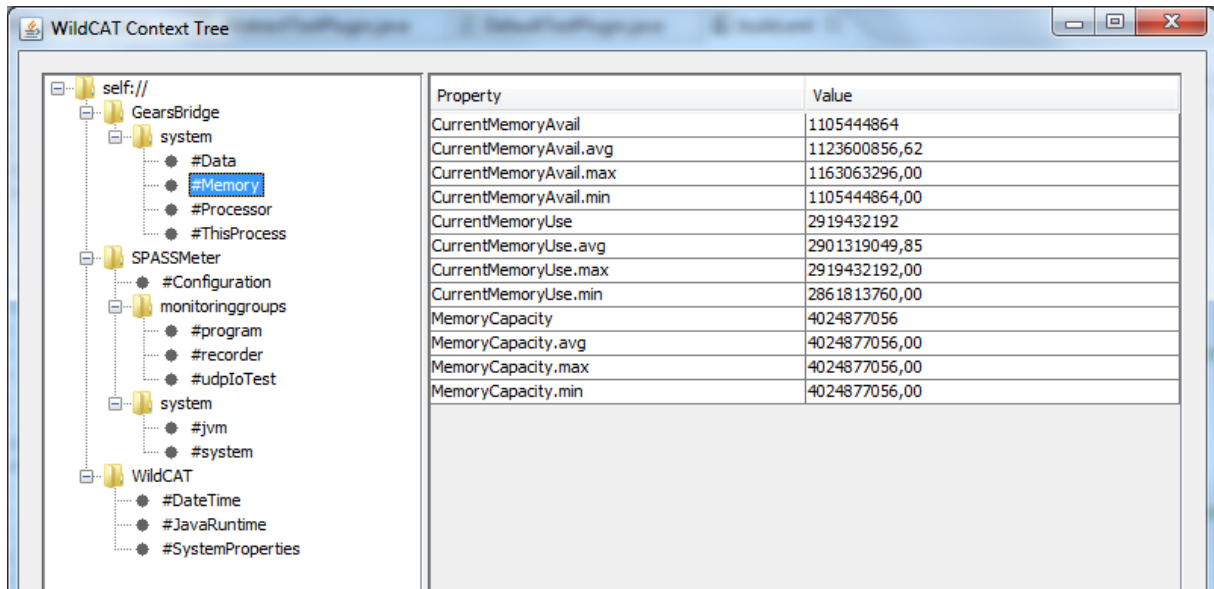 WildCAT Context Tree
self://
GearsBridge
system
#Data
#Memory
#Processor
#ThisProcess
SPASSMeter
#Configuration
monitoringgroups
#program
#recorder
#udpIoTest
system
#jvm
#system
WildCAT
#DateTime
#JavaRuntime
#SystemProperties
Property Value
CurrentMemoryAvail 1105444864
CurrentMemoryAvail.avg 1123600856,62
CurrentMemoryAvail.max 1163063296,00
CurrentMemoryAvail.min 1105444864,00
CurrentMemoryUse 2919432192
CurrentMemoryUse.avg 2901319049,85
CurrentMemoryUse.max 2919432192,00
CurrentMemoryUse.min 2861813760,00
MemoryCapacity 4024877056
MemoryCapacity.avg 4024877056,00
MemoryCapacity.max 4024877056,00
MemoryCapacity.min 4024877056,00